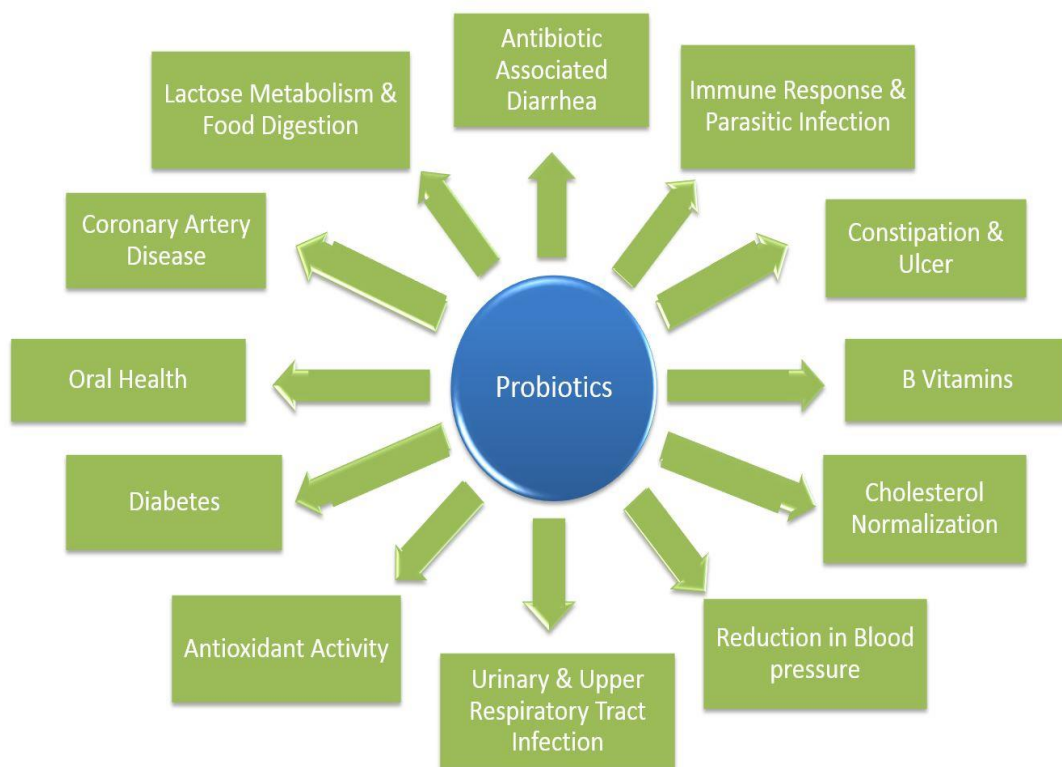 Antibiotic
Associated
Diarrhea
Immune Response &
Parasitic Infection
Constipation &
Ulcer
B Vitamins
Cholesterol
Normalization
Reduction in Blood
pressure
Urinary & Upper
Respiratory Tract
Infection
Antioxidant Activity
Diabetes
Oral Health
Coronary Artery
Disease
Lactose Metabolism &
Food Digestion
Probiotics